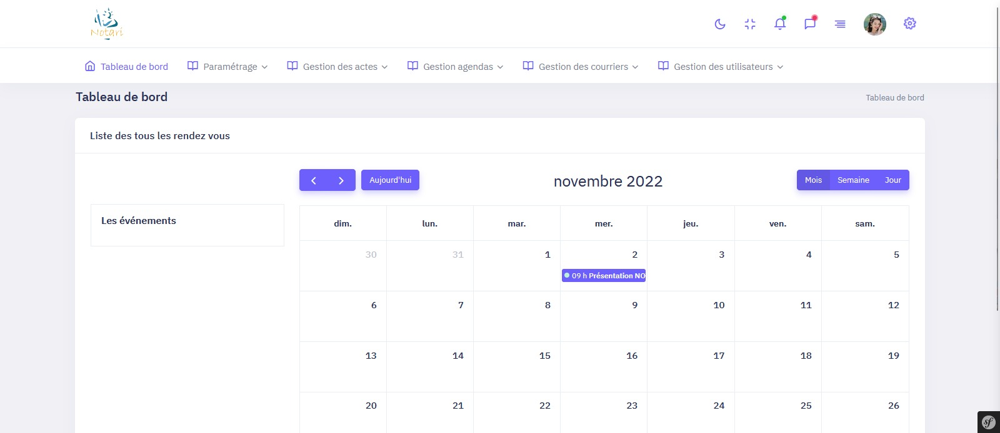 Notari
Tableau de bord Paramétrage Gestion des actes Gestion agendas Gestion des courriers Gestion des utilisateurs
Tableau de bord Tableau de bord
Liste des tous les rendez vous
Aujourd'hui novembre 2022 Mois Semaine Jour
Les événements
dim. lun. mar. mer. jeu. ven. sam.
30 31 1 2 3 4 5
09 h Présentation NO
6 7 8 9 10 11 12
13 14 15 16 17 18 19
20 21 22 23 24 25 26
sf